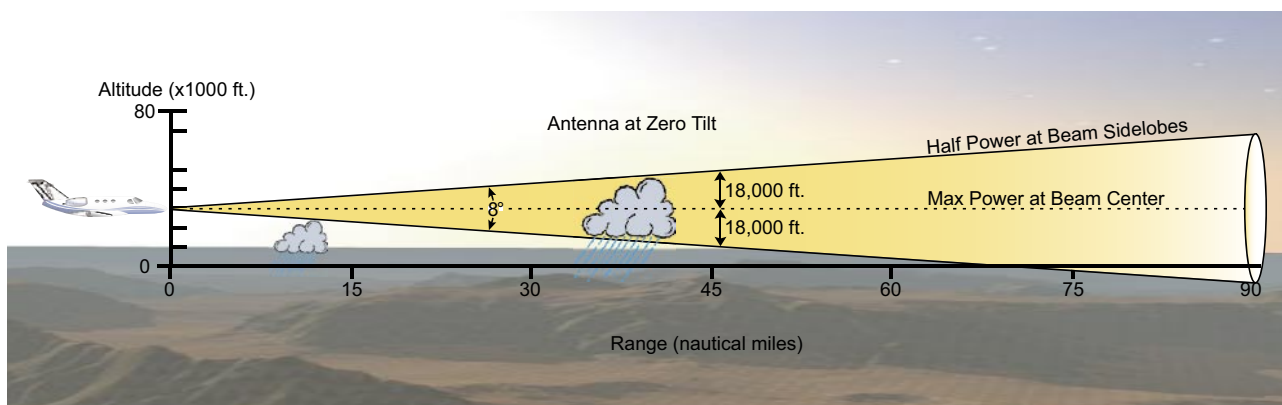 Altitude (x1000 ft.)
80
Antenna at Zero Tilt
Half Power at Beam Sidelobes
18,000 ft.
Max Power at Beam Center
8°
18,000 ft.
0
0 15 30 45 60 75 90
Range (nautical miles)